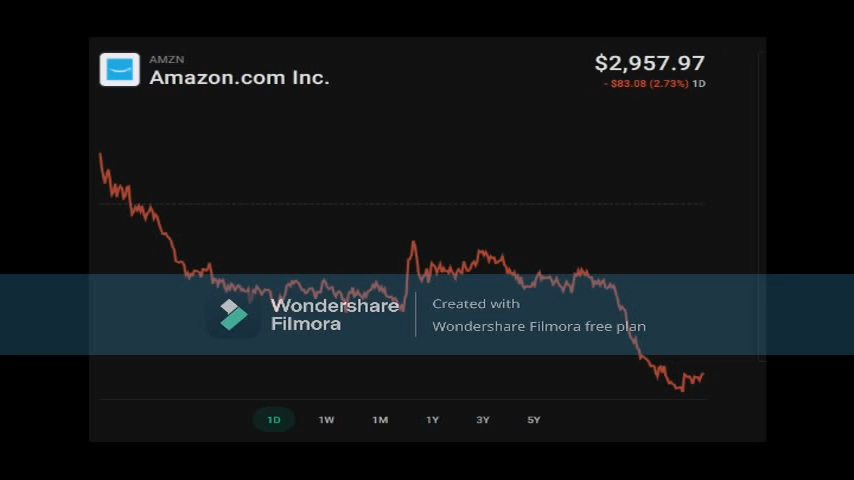 AMZN
Amazon.com Inc.
$2,957.97
- $83.08 (2.73%) 1D
Wondershare
Filmora
Created with
Wondershare Filmora free plan
1D 1W 1M 1Y 3Y 5Y